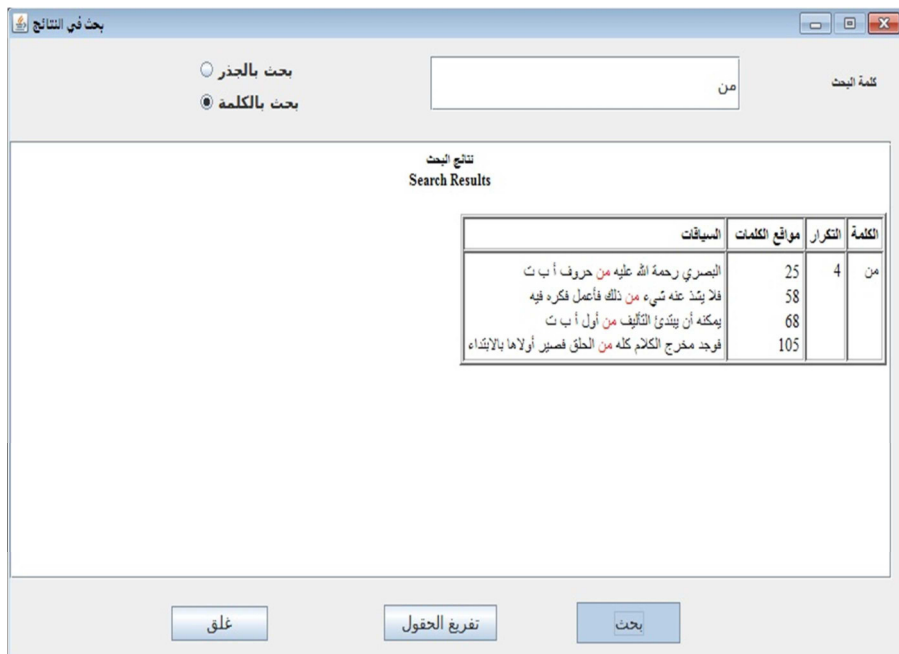 بحث في النتائج
كلمة البحث
من
بحث بالجذر
بحث بالكلمة
نتائج البحث
Search Results
الكلمة التكرار مواقع الكلمات السياقات
من 4 25 البصري رحمة الله عليه من حروف أ ب ت
58 فلا يشذ عنه شيء من ذلك فأعمل فكره فيه
68 يمكنه أن يبتدئ التأليف من أول أ ب ت
105 فوجد مخرج الكلام كله من الحلق فصير أولاها بالابتداء
بحث تفريغ الحقول غلق